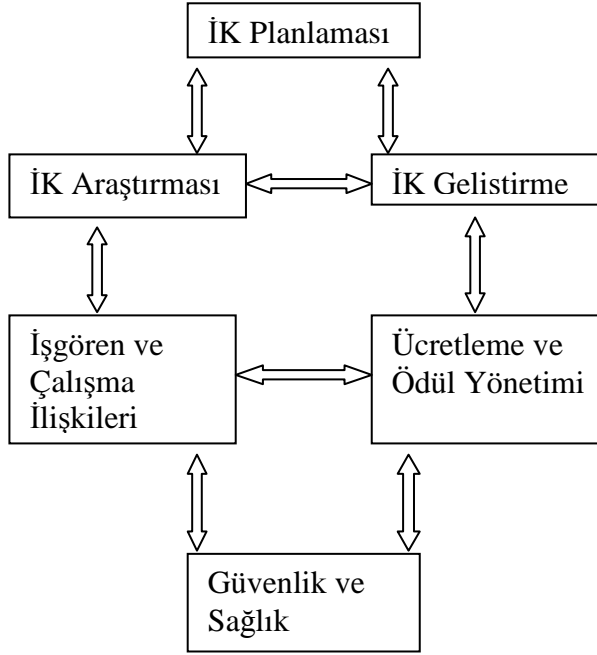 İK Planlaması
İK Araştırması
İK Gelistirme
İşgören ve
Çalışma
İlişkileri
Ücretleme ve
Ödül Yönetimi
Güvenlik ve
Sağlık